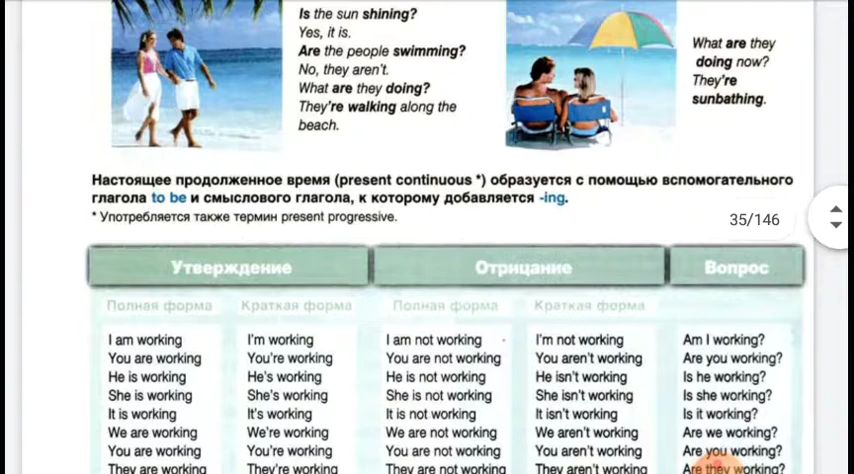 Is the sun shining?
Yes, it is.
Are the people swimming?
No, they aren't.
What are they doing?
They're walking along the
beach.
What are they
doing now?
They're
sunbathing.
Настоящее продолженное время (present continuous *) образуется с помощью вспомогательного
глагола to be и смыслового глагола, к которому добавляется -ing.
* Употребляется также термин present progressive.
35/146
Утверждение Отрицание Вопрос
Полная форма Краткая форма Полная форма Краткая форма
I am working I'm working I am not working I'm not working Am I working?
You are working You're working You are not working You aren't working Are you working?
He is working He's working He is not working He isn't working Is he working?
She is working She's working She is not working She isn't working Is she working?
It is working It's working It is not working It isn't working Is it working?
We are working We're working We are not working We aren't working Are we working?
You are working You're working You are not working You aren't working Are you working?
They are working They're working They are not working They aren't working Are they working?